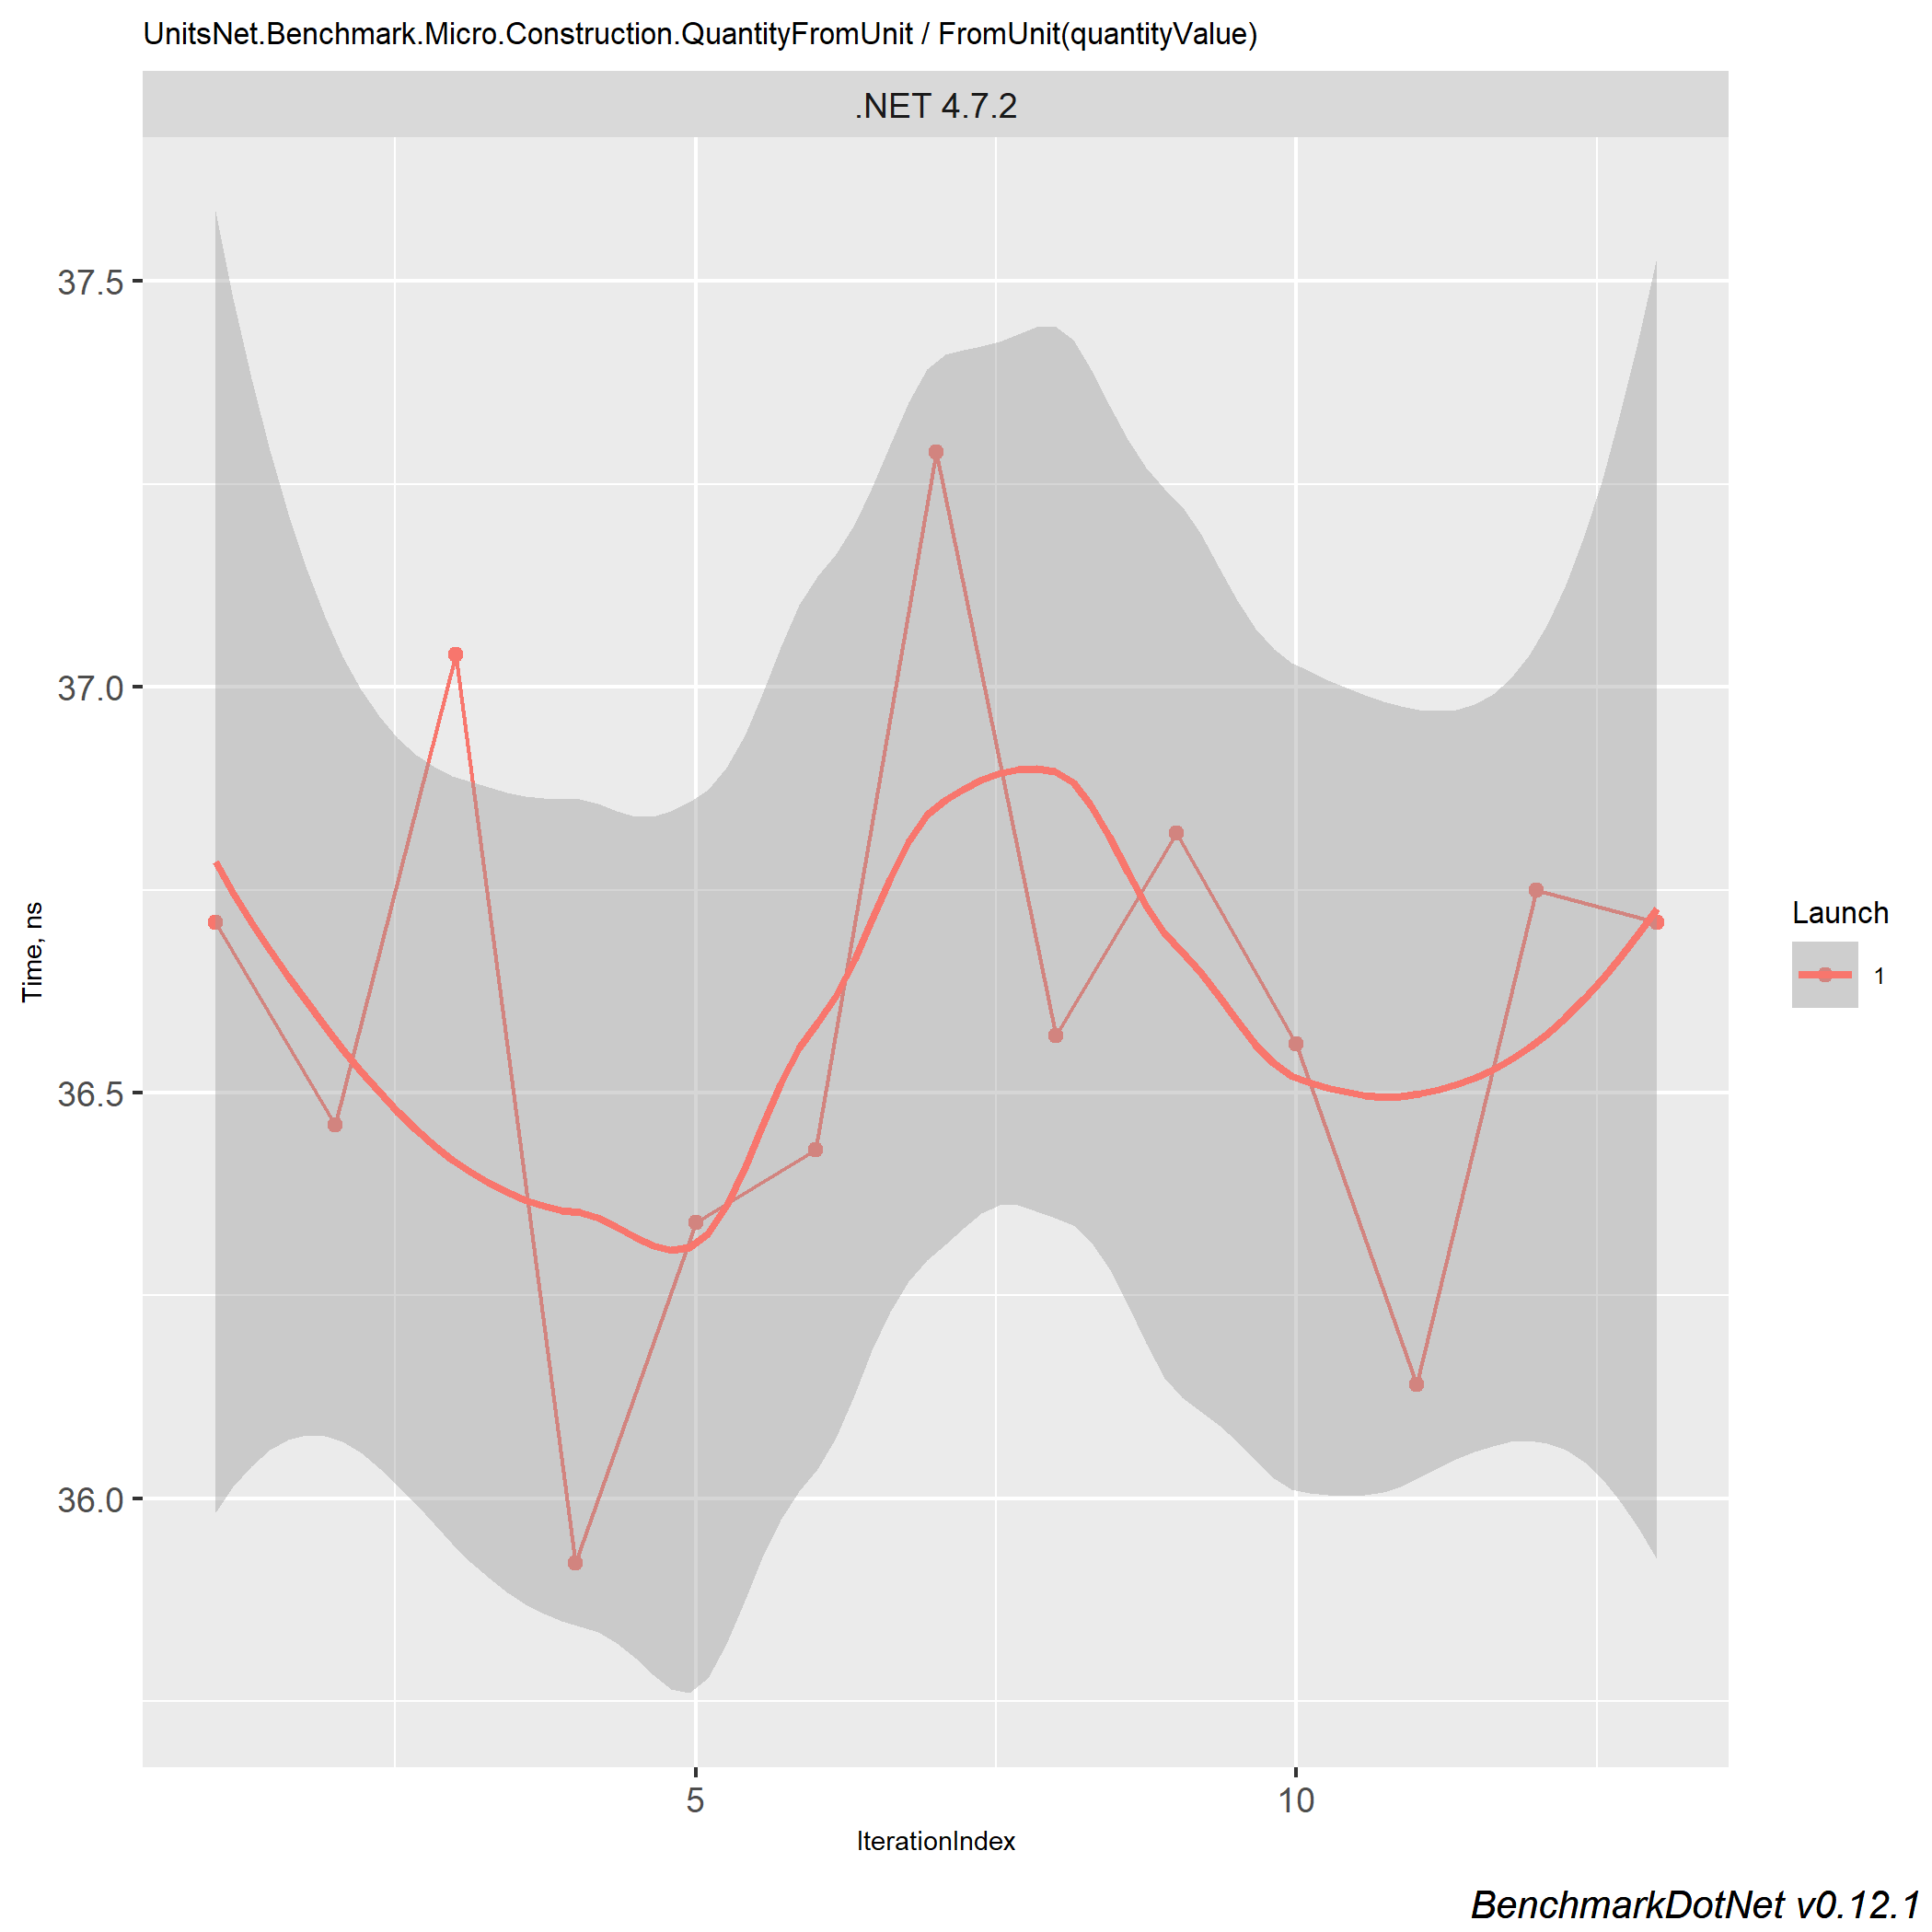 UnitsNet.Benchmark.Micro.Construction.QuantityFromUnit / FromUnit(quantityValue)
.NET 4.7.2
37.5
37.0
36.5
36.0
Time, ns
5
10
IterationIndex
Launch
1
BenchmarkDotNet v0.12.1